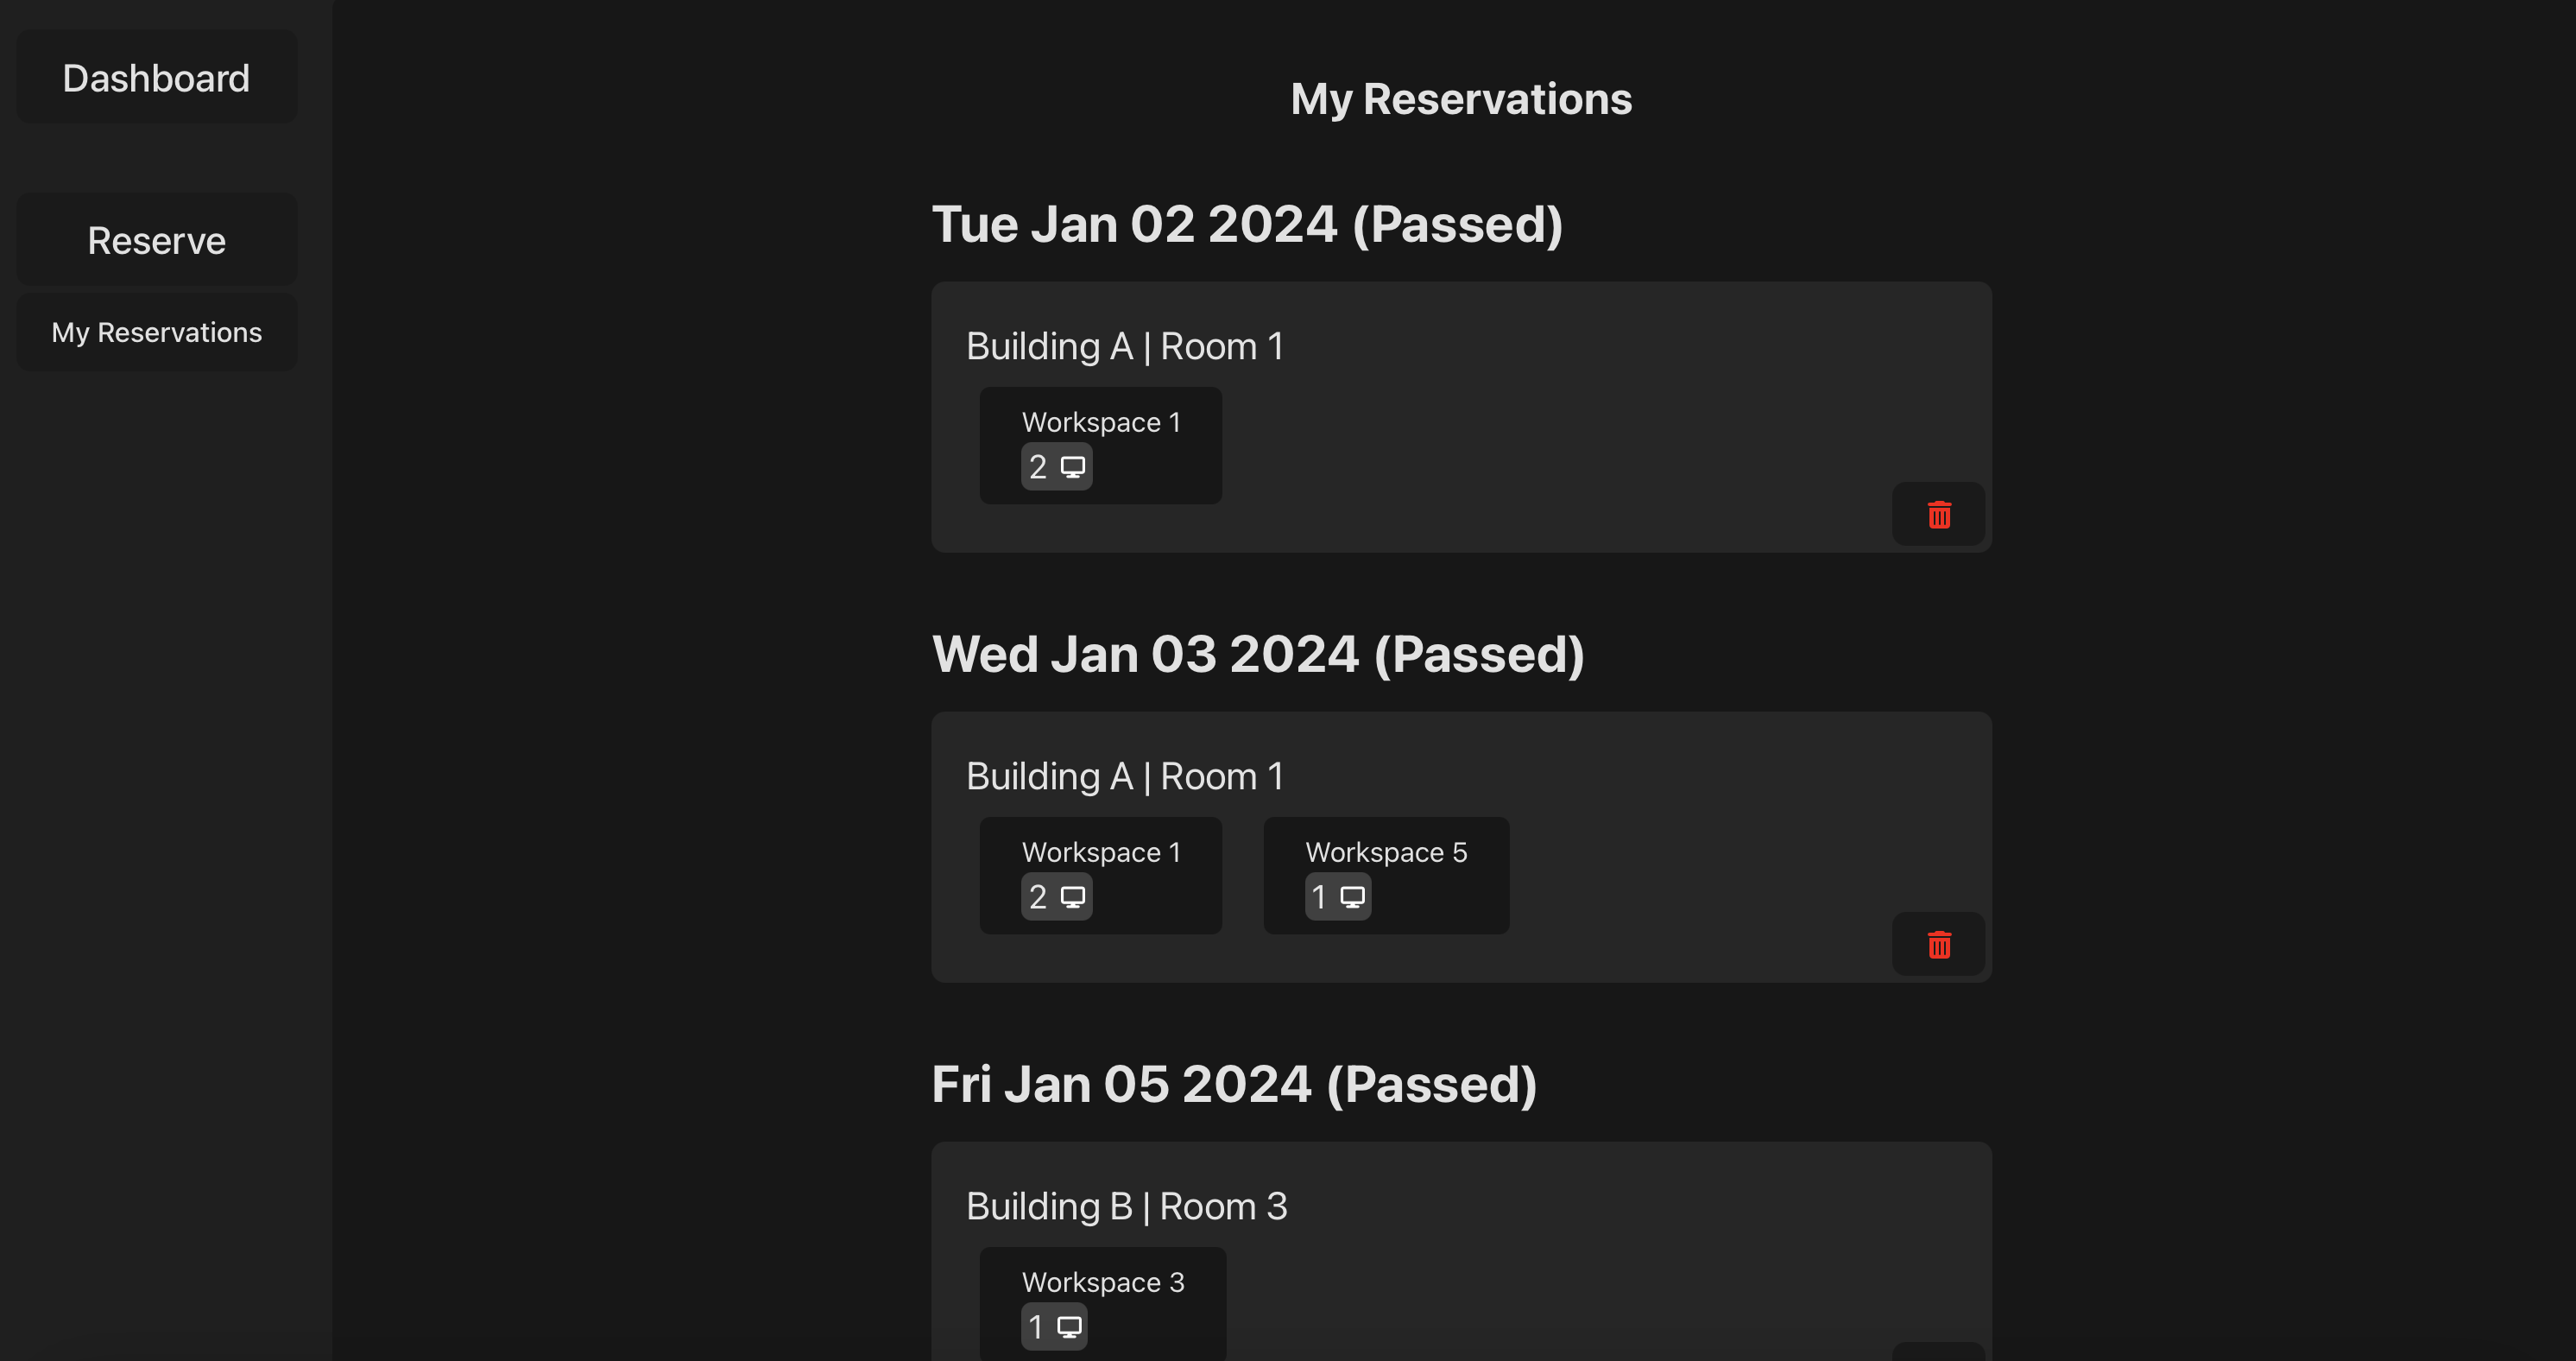 Dashboard
Reserve
My Reservations
My Reservations
Tue Jan 02 2024 (Passed)
Building A | Room 1
Workspace 1
2
Wed Jan 03 2024 (Passed)
Building A | Room 1
Workspace 1
2
Workspace 5
1
Fri Jan 05 2024 (Passed)
Building B | Room 3
Workspace 3
1